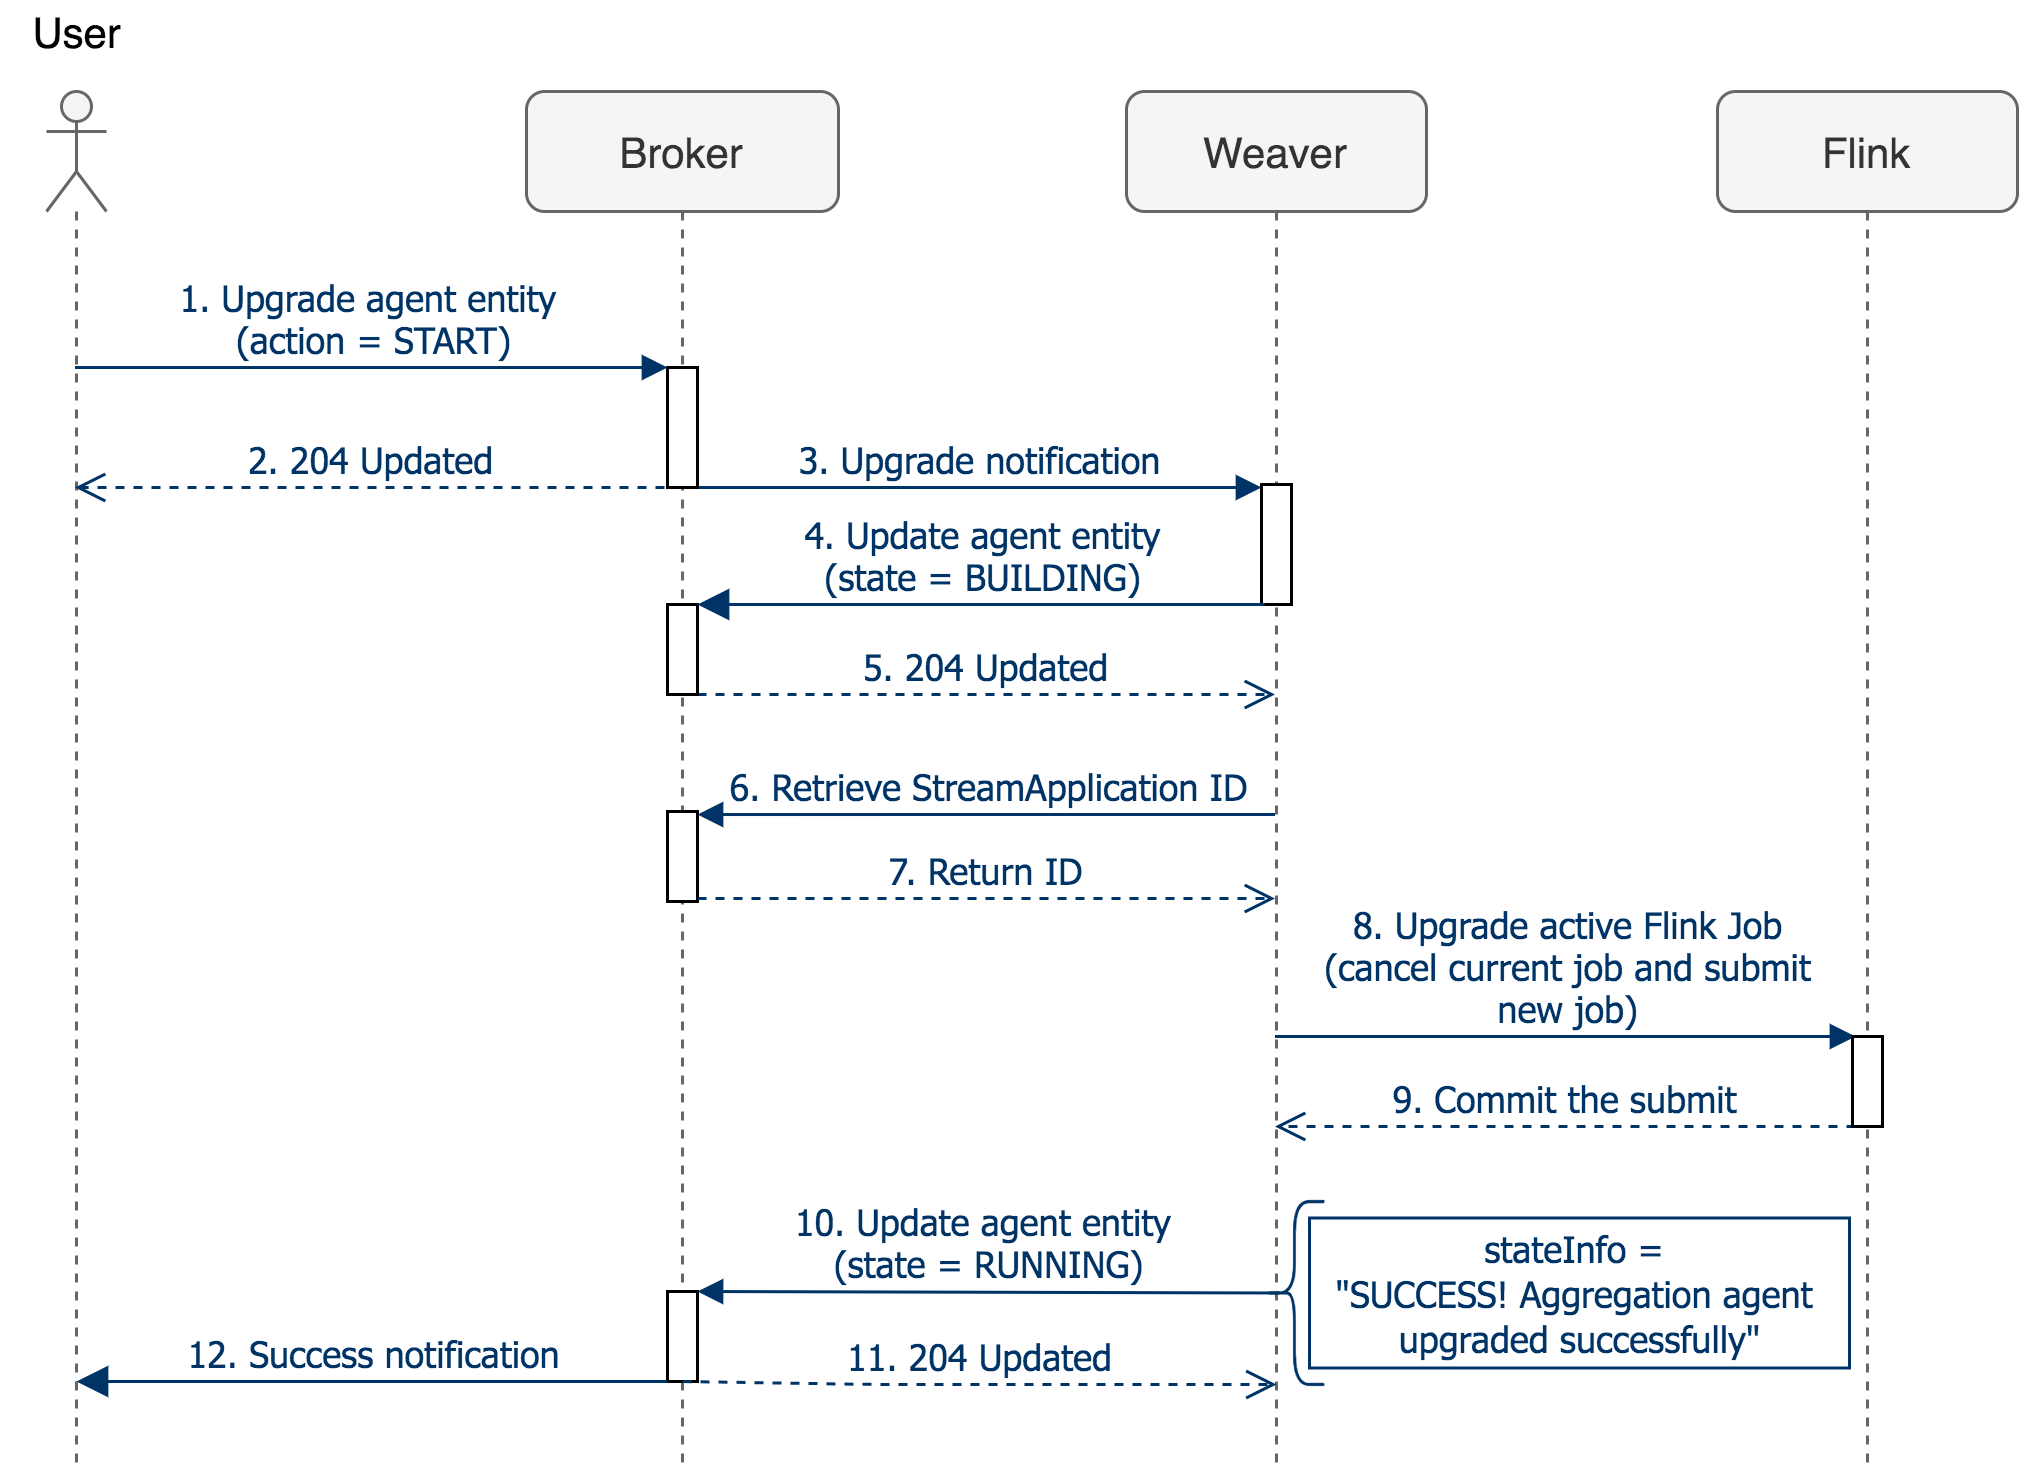 User
Broker
Weaver
Flink
1. Upgrade agent entity
(action = START)
2. 204 Updated
3. Upgrade notification
4. Update agent entity
(state = BUILDING)
5. 204 Updated
6. Retrieve StreamApplication ID
7. Return ID
8. Upgrade active Flink Job
(cancel current job and submit
new job)
9. Commit the submit
10. Update agent entity
(state = RUNNING)
stateInfo =
"SUCCESS! Aggregation agent
upgraded successfully"
12. Success notification
11. 204 Updated